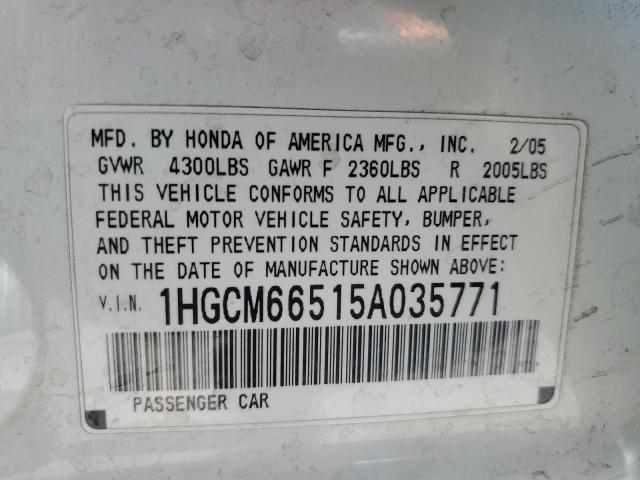 MFD. BY HONDA OF AMERICA MFG., INC. 2/05
GVWR 4300LBS GAWR F 2360LBS R 2005LBS
THIS VEHICLE CONFORMS TO ALL APPLICABLE
FEDERAL MOTOR VEHICLE SAFETY, BUMPER,
AND THEFT PREVENTION STANDARDS IN EFFECT
ON THE DATE OF MANUFACTURE SHOWN ABOVE:
V.I.N. 1HGCM66515A035771
PASSENGER CAR